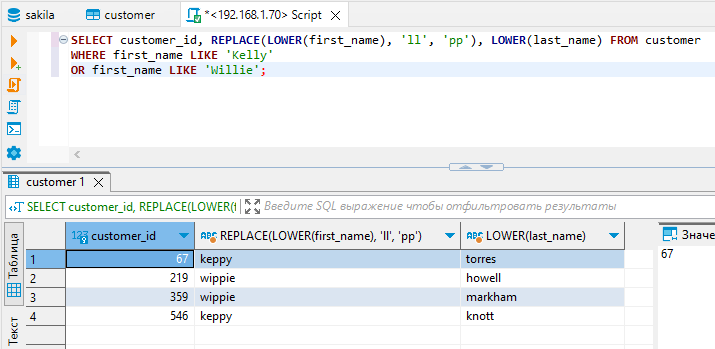 sakila customer *<192.168.1.70> Script
SELECT customer_id, REPLACE(LOWER(first_name), 'll', 'pp'), LOWER(last_name) FROM customer
WHERE first_name LIKE 'Kelly'
OR first_name LIKE 'Willie';
customer 1
SELECT customer_id, REPLACE(LOWER(f Введите SQL выражение чтобы отфильтровать результаты
Таблица
Текст
123 customer_id ABC REPLACE(LOWER(first_name), 'll', 'pp') ABC LOWER(last_name)
1 67 keppy torres
2 219 wippie howell
3 359 wippie markham
4 546 keppy knott
Значе
67